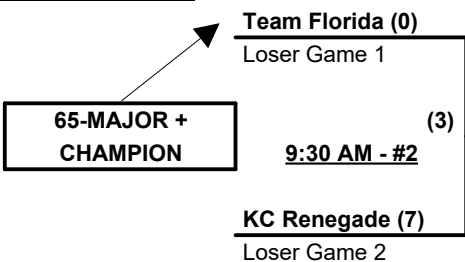 Team Florida (0)
Loser Game 1
65-MAJOR +
CHAMPION
(3)
9:30 AM - #2
KC Renegade (7)
Loser Game 2